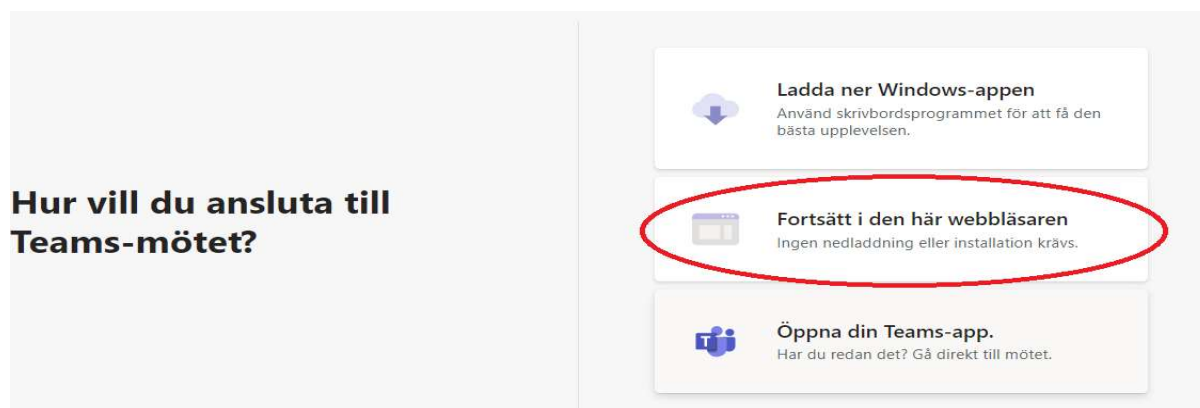 Hur vill du ansluta till
Teams-mötet?
Ladda ner Windows-appen
Använd skrivbordsprogrammet för att få den
bästa upplevelsen.
Fortsätt i den här webbläsaren
Ingen nedladdning eller installation krävs.
Öppna din Teams-app.
Har du redan det? Gå direkt till mötet.